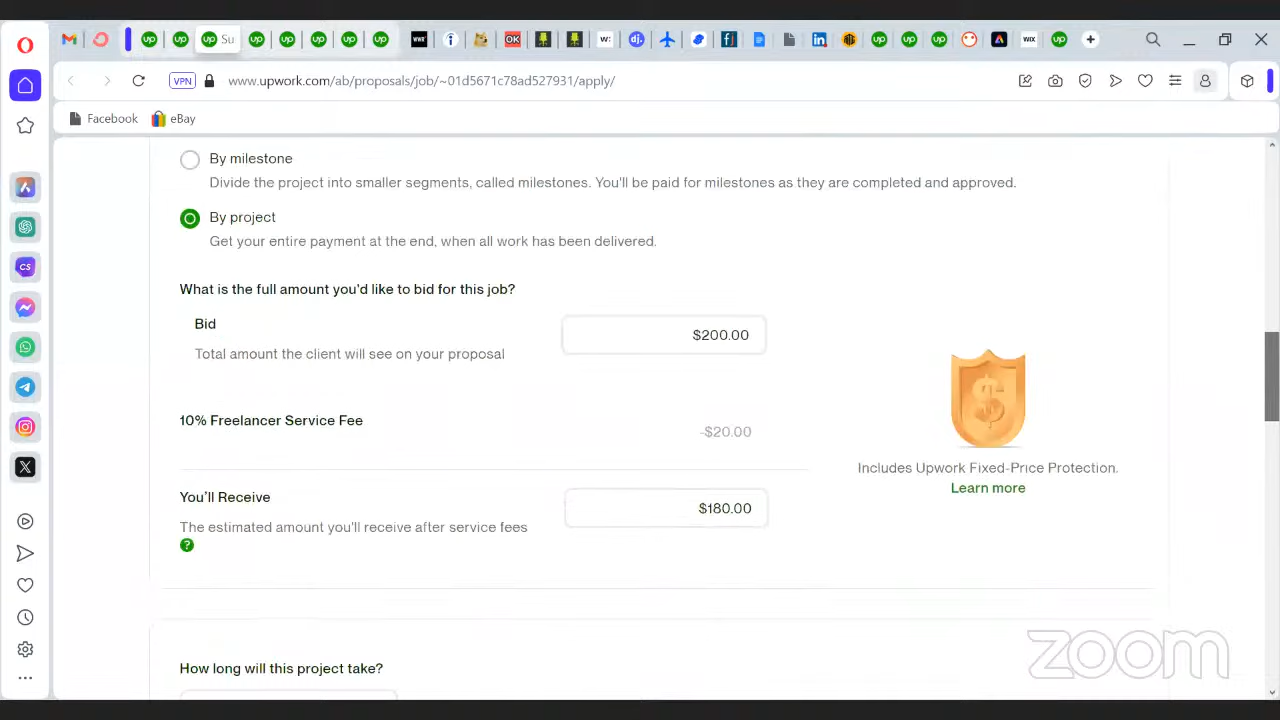 Su
OK
w:
dj.
WIX
VPN
www.upwork.com/ab/proposals/job/~01d5671c78ad527931/apply/
Facebook
eBay
CS
By milestone
Divide the project into smaller segments, called milestones. You'll be paid for milestones as they are completed and approved.
By project
Get your entire payment at the end, when all work has been delivered.
What is the full amount you'd like to bid for this job?
Bid
$200.00
Total amount the client will see on your proposal
10% Freelancer Service Fee
-$20.00
Includes Upwork Fixed-Price Protection.
Learn more
You'll Receive
$180.00
The estimated amount you'll receive after service fees
?
How long will this project take?
zoom